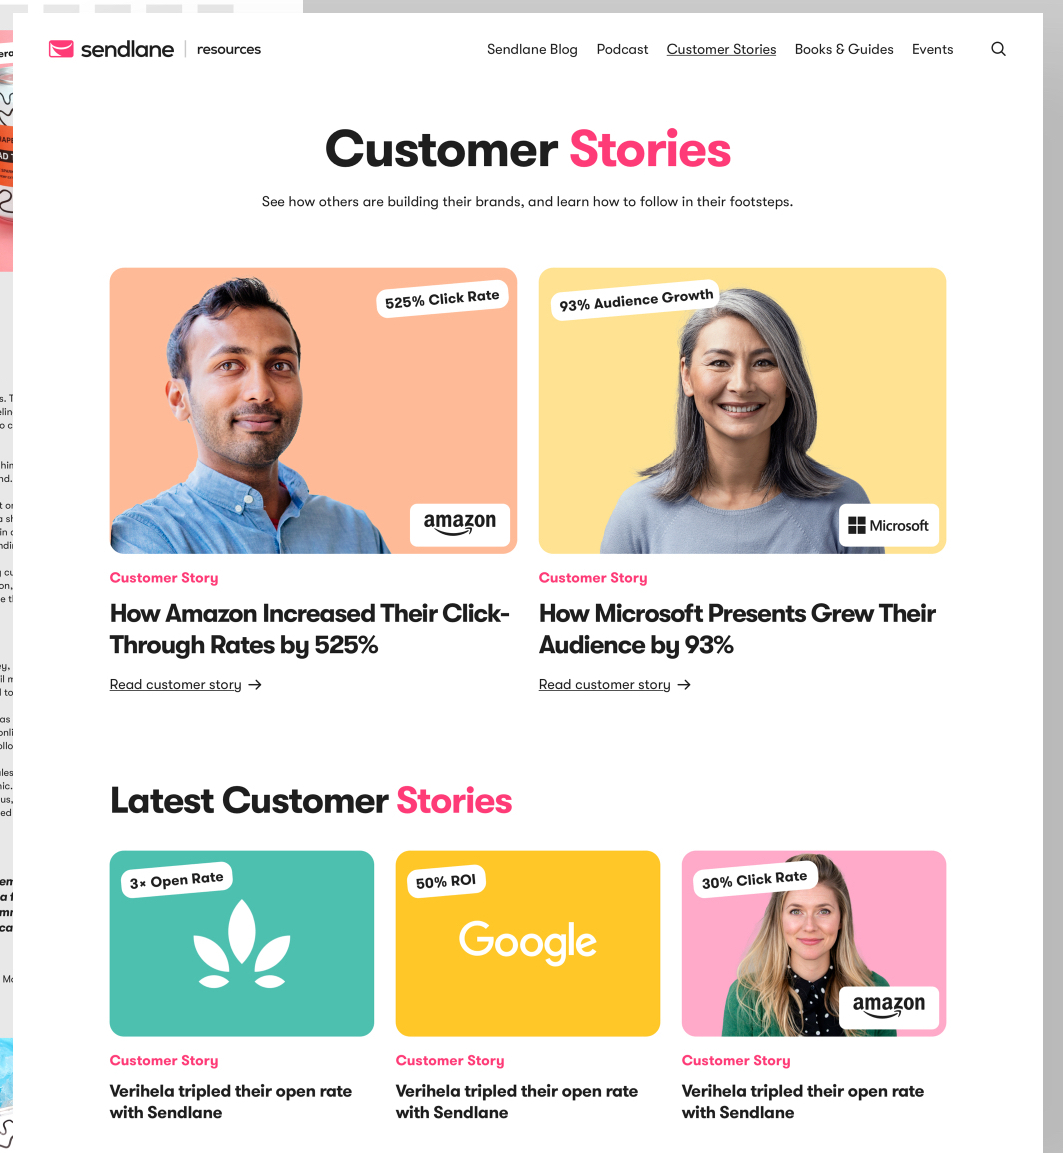 sendlane | resources
Sendlane Blog
Podcast
Customer Stories
Books & Guides
Events
Customer Stories
See how others are building their brands, and learn how to follow in their footsteps.
525% Click Rate
amazon
Customer Story
How Amazon Increased Their Click-
Through Rates by 525%
Read customer story →
93% Audience Growth
Microsoft
Customer Story
How Microsoft Presents Grew Their
Audience by 93%
Read customer story →
Latest Customer Stories
3× Open Rate
Customer Story
Verihela tripled their open rate
with Sendlane
50% ROI
Google
Customer Story
Verihela tripled their open rate
with Sendlane
30% Click Rate
amazon
Customer Story
Verihela tripled their open rate
with Sendlane